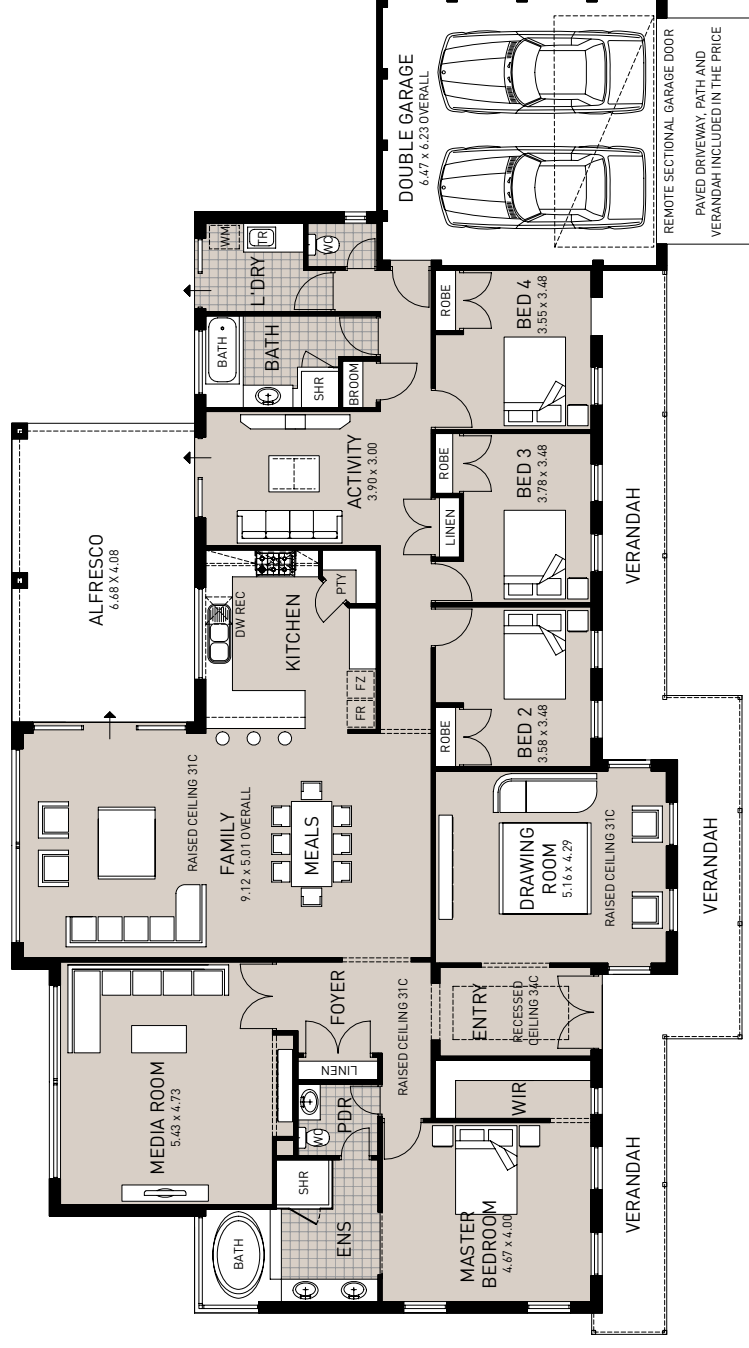 DOUBLE GARAGE
6.47 x 6.23 OVERALL
REMOTE SECTIONAL GARAGE DOOR
PAVED DRIVEWAY, PATH AND
VERANDAH INCLUDED IN THE PRICE
WM
TR
L'DRY
WC
BATH
BATH
SHR
BROOM
ROBE
BED 4
3.55 x 3.48
ALFRESCO
6.68 X 4.08
ACTIVITY
3.90 x 3.00
ROBE
BED 3
3.78 x 3.48
LINEN
VERANDAH
DW REC
KITCHEN
PTY
FR
FZ
ROBE
BED 2
3.58 x 3.48
RAISED CEILING 31C
FAMILY
9.12 x 5.01 OVERALL
MEALS
DRAWING
ROOM
5.16 x 4.29
RAISED CEILING 31C
VERANDAH
MEDIA ROOM
5.43 x 4.73
FOYER
LINEN
RAISED CEILING 31C
ENTRY
RECESSED
CEILING 34C
PDR
WC
WIR
SHR
BATH
ENS
MASTER
BEDROOM
4.67 x 4.00
VERANDAH